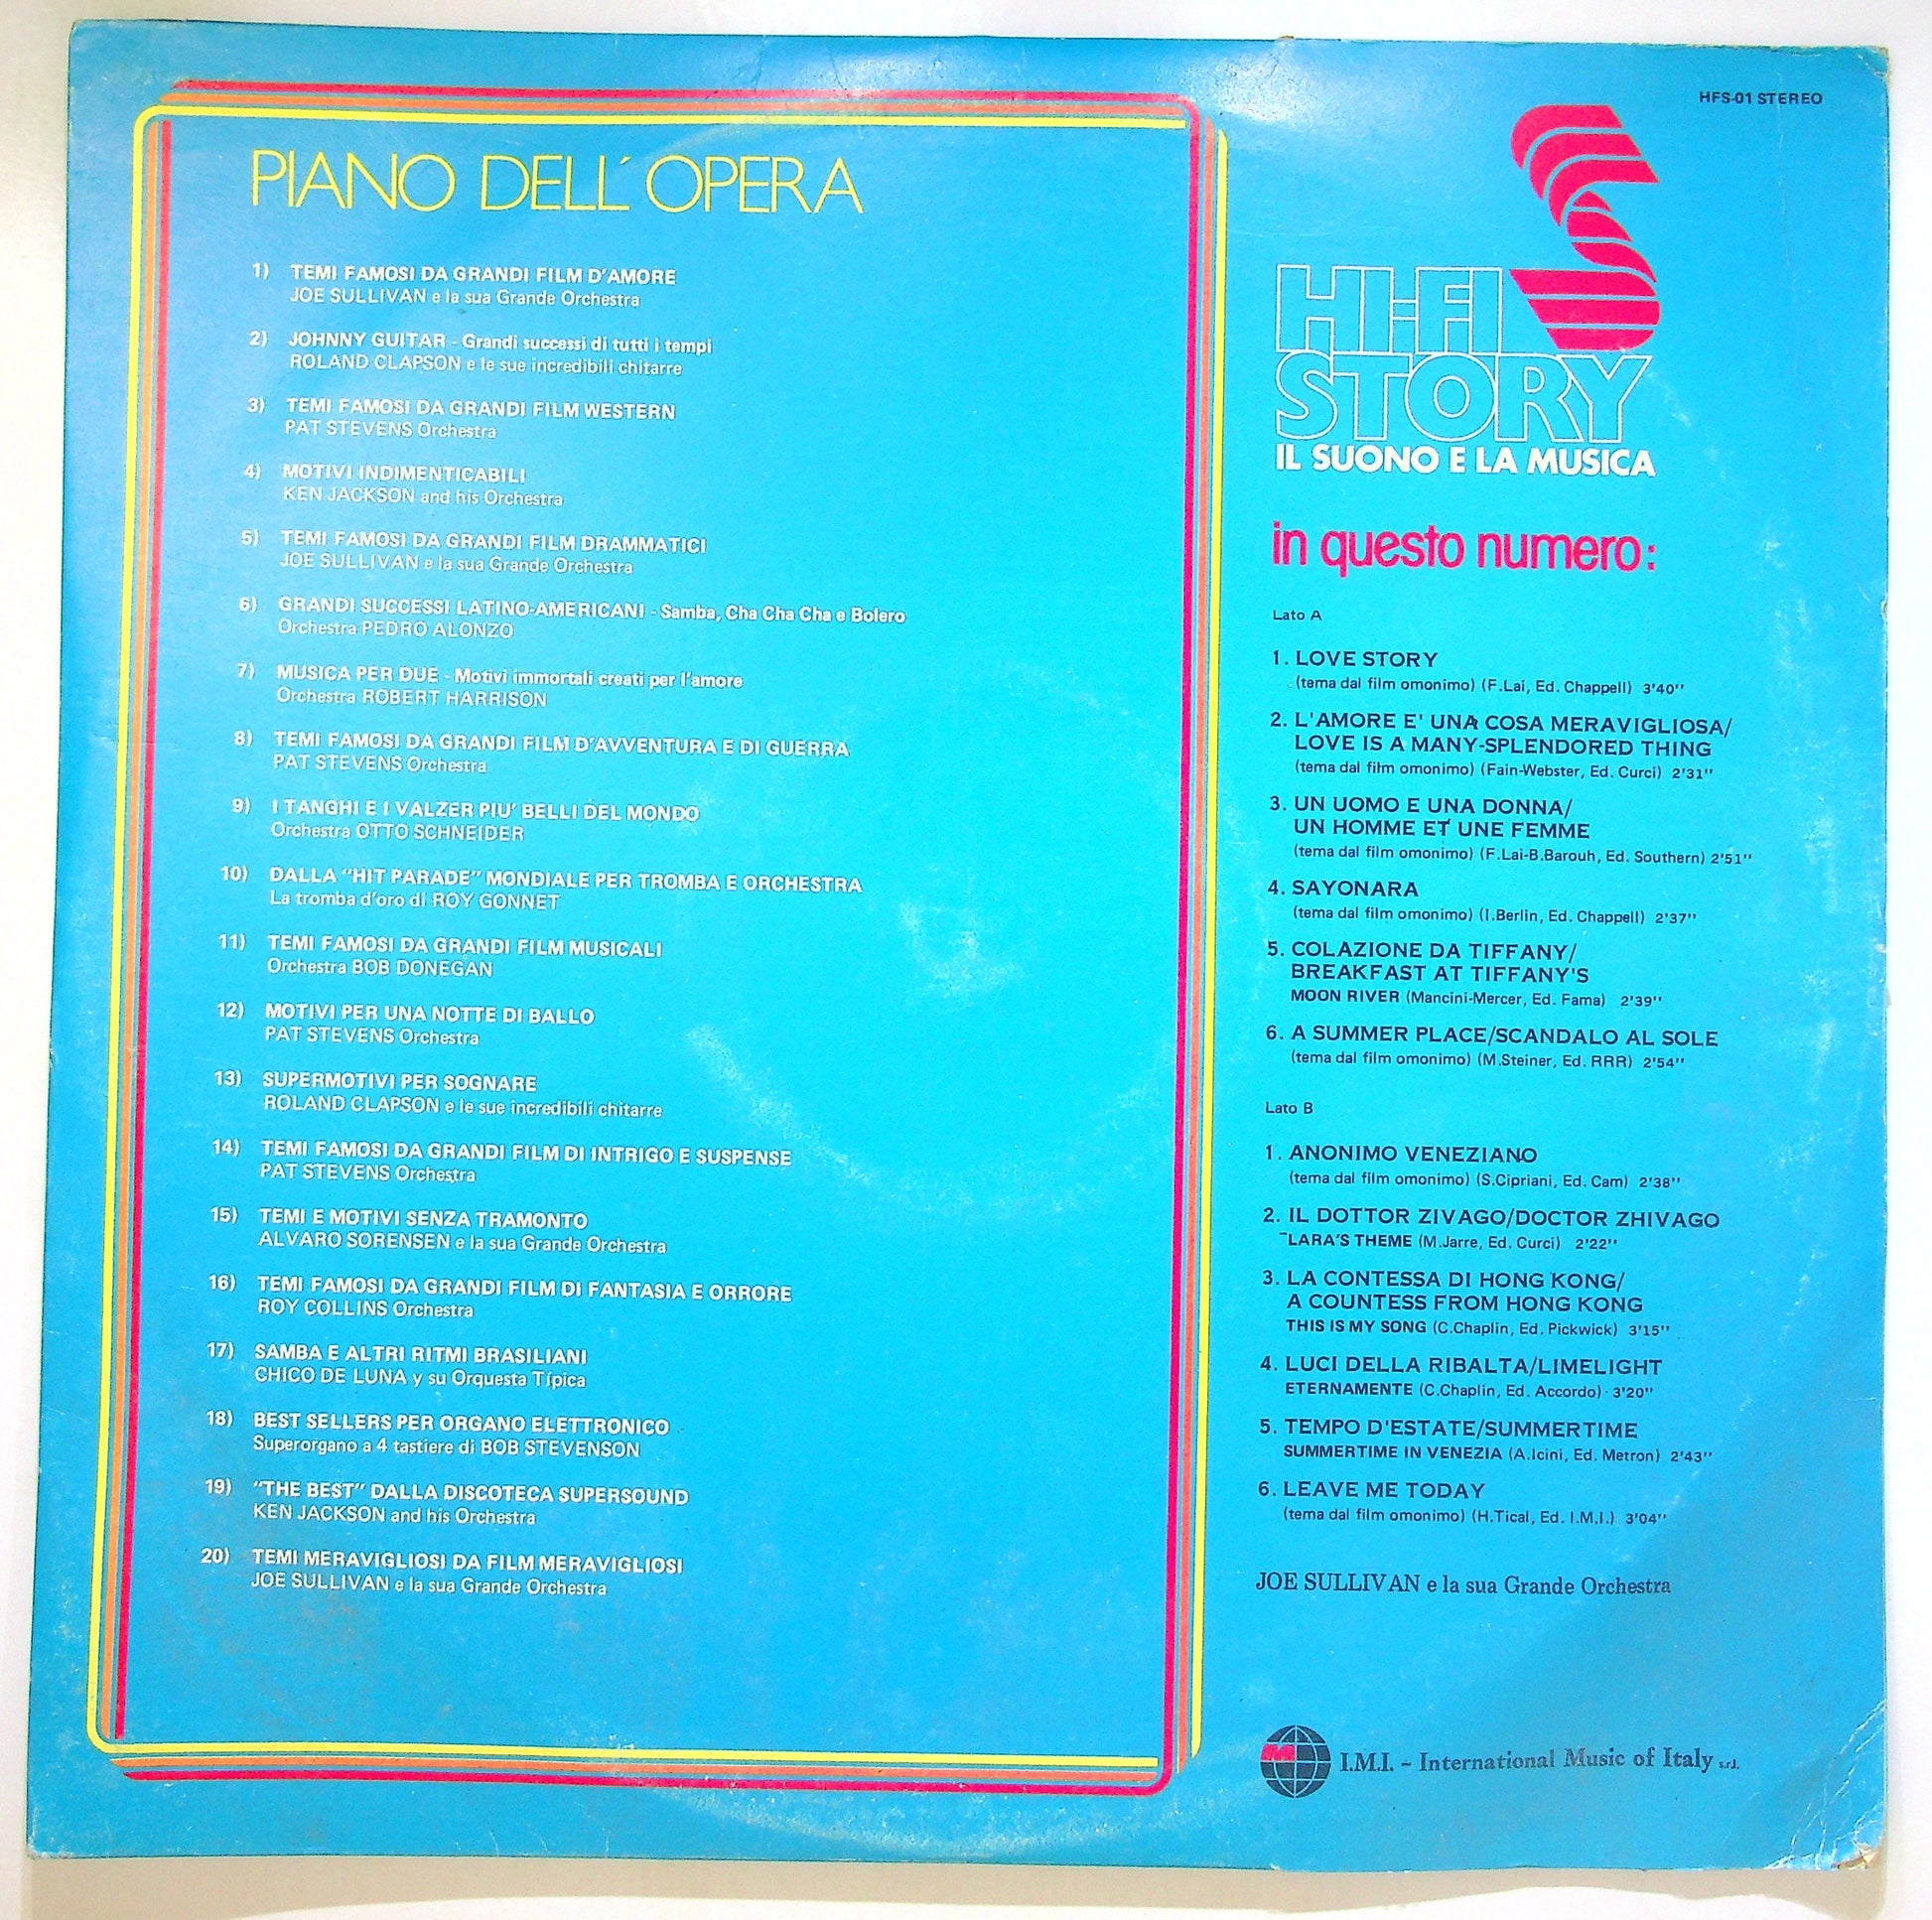 PIANO DELL'OPERA
1) TEMI FAMOSI DA GRANDI FILM D'AMORE
JOE SULLIVAN e la sua Grande Orchestra
2) JOHNNY GUITAR - Grandi successi di tutti i tempi
ROLAND CLAPSON e le sue incredibili chitarre
3) TEMI FAMOSI DA GRANDI FILM WESTERN
PAT STEVENS Orchestra
4) MOTIVI INDIMENTICABILI
KEN JACKSON and his Orchestra
5) TEMI FAMOSI DA GRANDI FILM DRAMMATICI
JOE SULLIVAN e la sua Grande Orchestra
6) GRANDI SUCCESSI LATINO-AMERICANI - Samba, Cha Cha Cha e Bolero
Orchestra PEDRO ALONZO
7) MUSICA PER DUE - Motivi immortali creati per l'amore
Orchestra ROBERT HARRISON
8) TEMI FAMOSI DA GRANDI FILM D'AVVENTURA E DI GUERRA
PAT STEVENS Orchestra
9) I TANGHI E I VALZER PIU' BELLI DEL MONDO
Orchestra OTTO SCHNEIDER
10) DALLA "HIT PARADE" MONDIALE PER TROMBA E ORCHESTRA
La tromba d'oro di ROY GONNET
11) TEMI FAMOSI DA GRANDI FILM MUSICALI
Orchestra BOB DONEGAN
12) MOTIVI PER UNA NOTTE DI BALLO
PAT STEVENS Orchestra
13) SUPERMOTIVI PER SOGNARE
ROLAND CLAPSON e le sue incredibili chitarre
14) TEMI FAMOSI DA GRANDI FILM DI INTRIGO E SUSPENSE
PAT STEVENS Orchestra
15) TEMI E MOTIVI SENZA TRAMONTO
ALVARO SORENSEN e la sua Grande Orchestra
16) TEMI FAMOSI DA GRANDI FILM DI FANTASIA E ORRORE
ROY COLLINS Orchestra
17) SAMBA E ALTRI RITMI BRASILIANI
CHICO DE LUNA y su Orquesta Típica
18) BEST SELLERS PER ORGANO ELETTRONICO
Superorgano a 4 tastiere di BOB STEVENSON
19) "THE BEST" DALLA DISCOTECA SUPERSOUND
KEN JACKSON and his Orchestra
20) TEMI MERAVIGLIOSI DA FILM MERAVIGLIOSI
JOE SULLIVAN e la sua Grande Orchestra
HFS-01 STEREO
HI-FI
STORY
IL SUONO E LA MUSICA
in questo numero:
Lato A
1. LOVE STORY
(tema dal film omonimo) (F.Lai, Ed. Chappell) 3'40''
2. L'AMORE E' UNA COSA MERAVIGLIOSA/
LOVE IS A MANY-SPLENDORED THING
(tema dal film omonimo) (Fain-Webster, Ed. Curci) 2'31''
3. UN UOMO E UNA DONNA/
UN HOMME ET UNE FEMME
(tema dal film omonimo) (F.Lai-B.Barouh, Ed. Southern) 2'51''
4. SAYONARA
(tema dal film omonimo) (I.Berlin, Ed. Chappell) 2'37''
5. COLAZIONE DA TIFFANY/
BREAKFAST AT TIFFANY'S
MOON RIVER (Mancini-Mercer, Ed. Fama) 2'39''
6. A SUMMER PLACE/SCANDALO AL SOLE
(tema dal film omonimo) (M.Steiner, Ed. RRR) 2'54''
Lato B
1. ANONIMO VENEZIANO
(tema dal film omonimo) (S.Cipriani, Ed. Cam) 2'38''
2. IL DOTTOR ZIVAGO/DOCTOR ZHIVAGO
LARA'S THEME (M.Jarre, Ed. Curci) 2'22''
3. LA CONTESSA DI HONG KONG/
A COUNTESS FROM HONG KONG
THIS IS MY SONG (C.Chaplin, Ed. Pickwick) 3'15''
4. LUCI DELLA RIBALTA/LIMELIGHT
ETERNAMENTE (C.Chaplin, Ed. Accordo) 3'20''
5. TEMPO D'ESTATE/SUMMERTIME
SUMMERTIME IN VENEZIA (A.Icini, Ed. Metron) 2'43''
6. LEAVE ME TODAY
(tema dal film omonimo) (H.Tical, Ed. I.M.I.) 3'04''
JOE SULLIVAN e la sua Grande Orchestra
I.M.I. - International Music of Italy s.r.l.